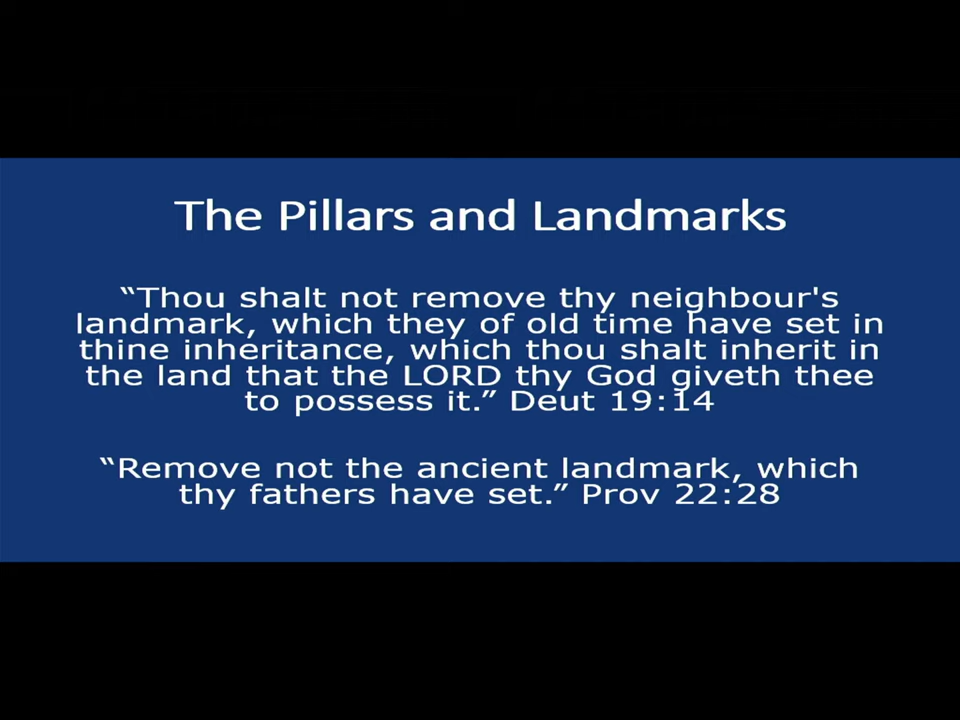 The Pillars and Landmarks
“Thou shalt not remove thy neighbour's
landmark, which they of old time have set in
thine inheritance, which thou shalt inherit in
the land that the LORD thy God giveth thee
to possess it.” Deut 19:14
“Remove not the ancient landmark, which
thy fathers have set.” Prov 22:28